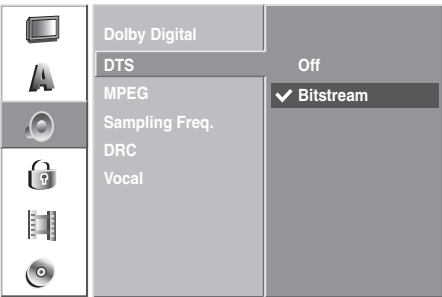 Dolby Digital
DTS
MPEG
Sampling Freq.
DRC
Vocal
Off
Bitstream